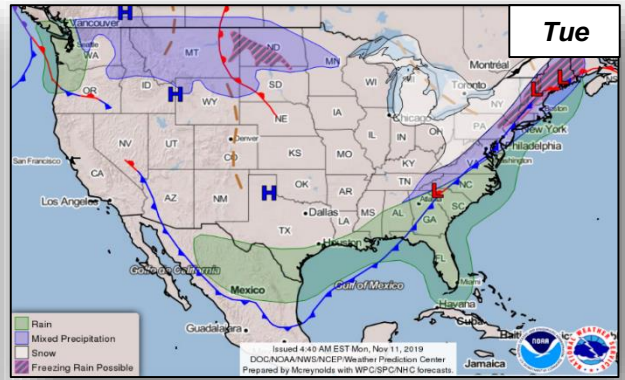 Tue
H
Vancouver
Seattle
WA
MT
ND
MN
OR
ID
H
WY
SD
WI
MI
Montréal
Toronto
NY
L
L
Boston
New York
Philadelphia
Washington
PA
Chicago
IA
NE
IL
IN
OH
NV
UT
Denver
CO
KS
MO
KY
V
San Francisco
CA
Los Angeles
AZ
NM
H
OK
AR
TN
L
NC
SC
Atlanta
AL
GA
MS
LA
Dallas
TX
Houston
FL
Miami
Golfo de California
Mexico
Gulf of Mexico
Havana
Cuba
Guadalajara
Jamaica
Rain
Mixed Precipitation
Snow
Freezing Rain Possible
Issued 4:40 AM EST Mon, Nov 11, 2019
DOC/NOAA/NWS/NCEP/Weather Prediction Center
Prepared by Mcreynolds with WPC/SPC/NHC forecasts.
NOAA